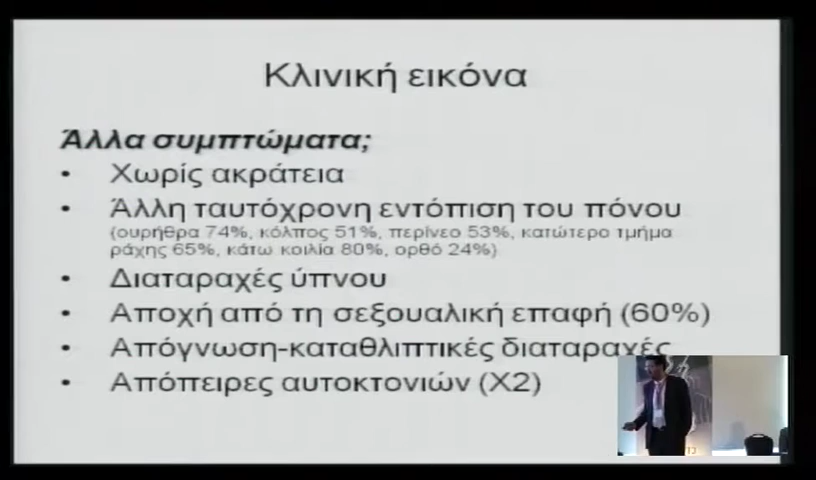 Κλινική εικόνα
Άλλα συμπτώματα;
• Χωρίς ακράτεια
• Άλλη ταυτόχρονη εντόπιση του πόνου
(ουρήθρα 74%, κόλπος 51%, περίνεο 53%, κατώτερο τμήμα
ράχης 65%, κάτω κοιλία 80%, ορθό 24%)
• Διαταραχές ύπνου
• Αποχή από τη σεξουαλική επαφή (60%)
• Απόγνωση-καταθλιπτικές διαταραχές
• Απόπειρες αυτοκτονιών (Χ2)